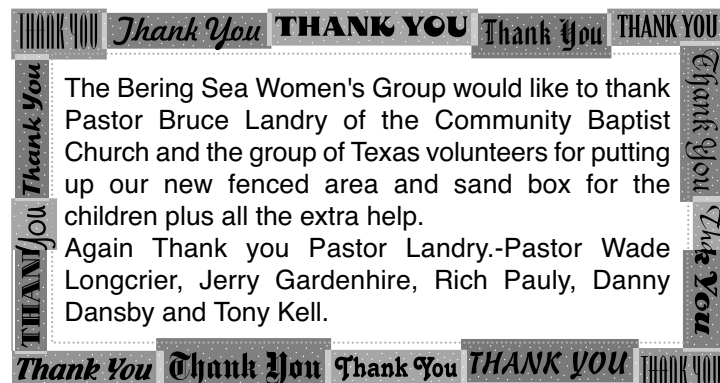 THANK YOU Thank You THANK YOU Thank You THANK YOU
The Bering Sea Women's Group would like to thank
Pastor Bruce Landry of the Community Baptist
Church and the group of Texas volunteers for putting
up our new fenced area and sand box for the
children plus all the extra help.
Again Thank you Pastor Landry.-Pastor Wade
Longcrier, Jerry Gardenhire, Rich Pauly, Danny
Dansby and Tony Kell.
Thank You
THANK You
Thank You
Thank You
Thank You Thank You Thank You THANK YOU THANK YOU